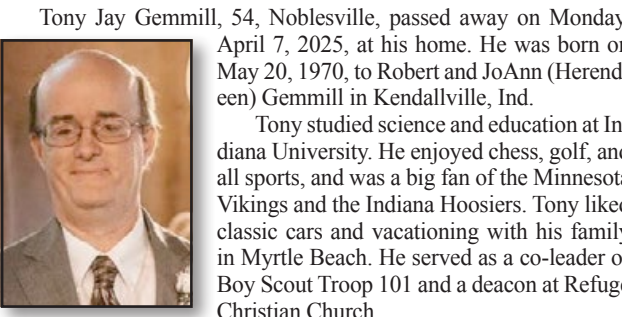 Tony Jay Gemmill, 54, Noblesville, passed away on Monday,
April 7, 2025, at his home. He was born on
May 20, 1970, to Robert and JoAnn (Herend-
een) Gemmill in Kendallville, Ind.
Tony studied science and education at In-
diana University. He enjoyed chess, golf, and
all sports, and was a big fan of the Minnesota
Vikings and the Indiana Hoosiers. Tony liked
classic cars and vacationing with his family
in Myrtle Beach. He served as a co-leader of
Boy Scout Troop 101 and a deacon at Refuge
Christian Church